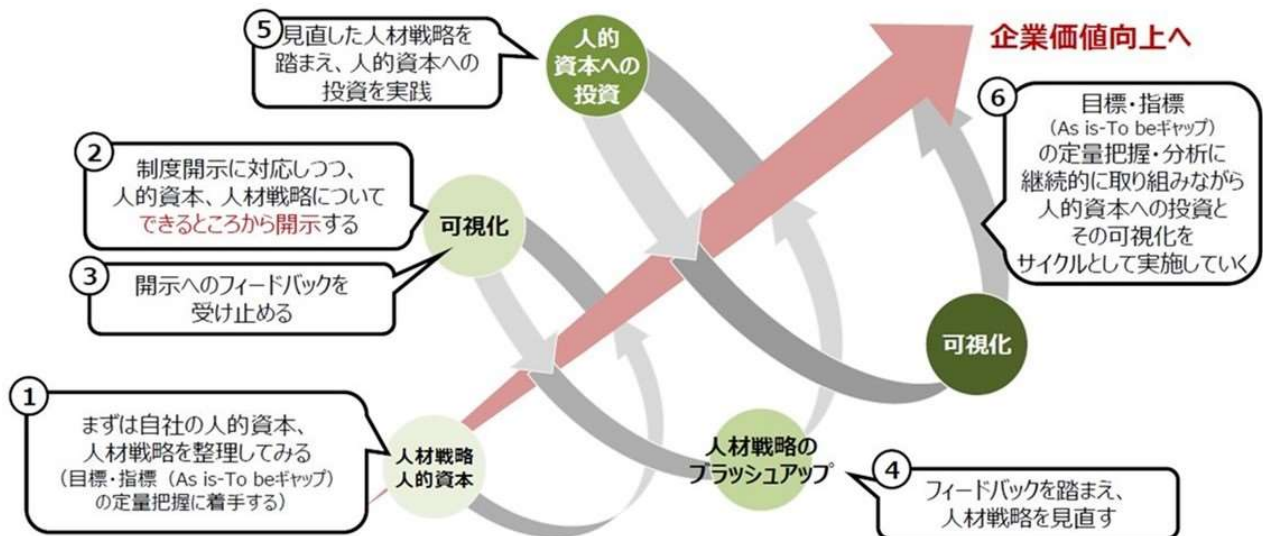 企業価値向上へ
①
まずは自社の人的資本、
人材戦略を整理してみる
(目標・指標(As is-To beギャップ)
の定量把握に着手する)
人材戦略
人的資本
②
制度開示に対応しつつ、
人的資本、人材戦略について
できるところから開示する
③
開示へのフィードバックを
受け止める
可視化
④
フィードバックを踏まえ、
人材戦略を見直す
人材戦略の
ブラッシュアップ
⑤
見直した人材戦略を
踏まえ、人的資本への
投資を実践
人的
資本への
投資
⑥
目標・指標
(As is-To beギャップ)
の定量把握・分析に
継続的に取り組みながら
人的資本への投資と
その可視化を
サイクルとして実施していく
可視化